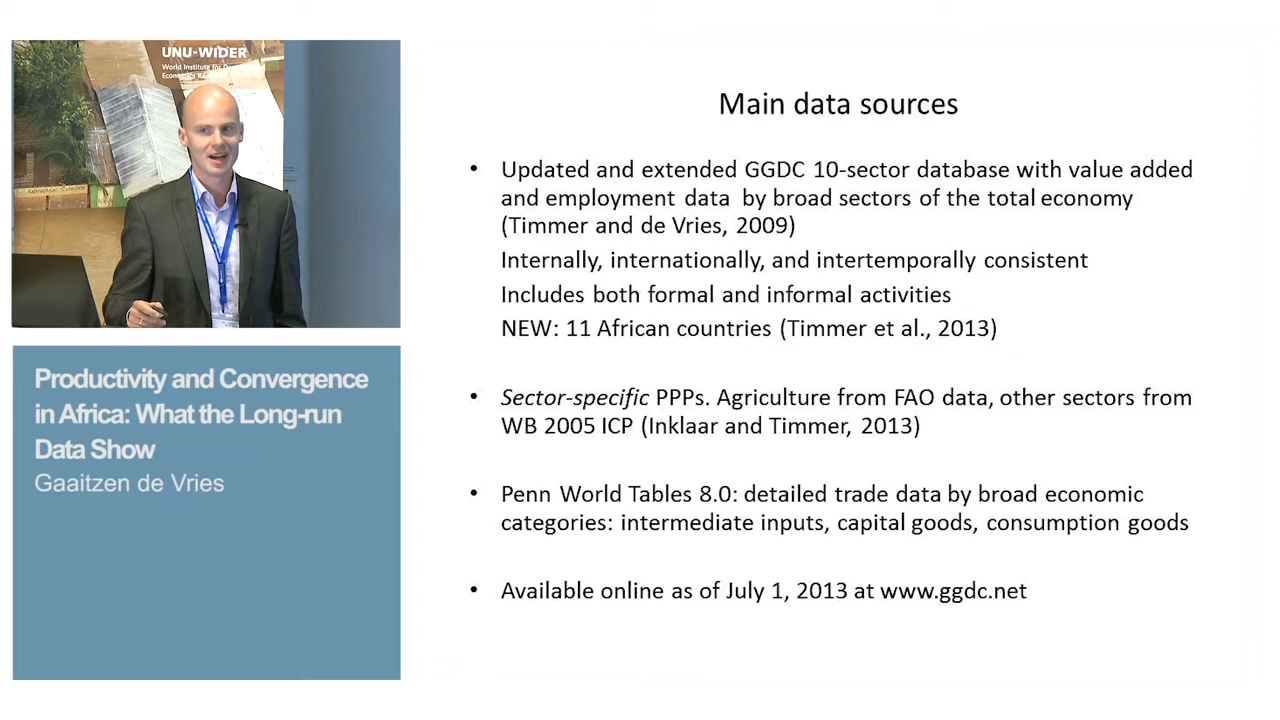 UNU-WIDER
World Institute for
Economics
Productivity and Convergence
in Africa: What the Long-run
Data Show
Gaaitzen de Vries
Main data sources
• Updated and extended GGDC 10-sector database with value added
and employment data by broad sectors of the total economy
(Timmer and de Vries, 2009)
Internally, internationally, and intertemporally consistent
Includes both formal and informal activities
NEW: 11 African countries (Timmer et al., 2013)
• Sector-specific PPPs. Agriculture from FAO data, other sectors from
WB 2005 ICP (Inklaar and Timmer, 2013)
• Penn World Tables 8.0: detailed trade data by broad economic
categories: intermediate inputs, capital goods, consumption goods
• Available online as of July 1, 2013 at www.ggdc.net